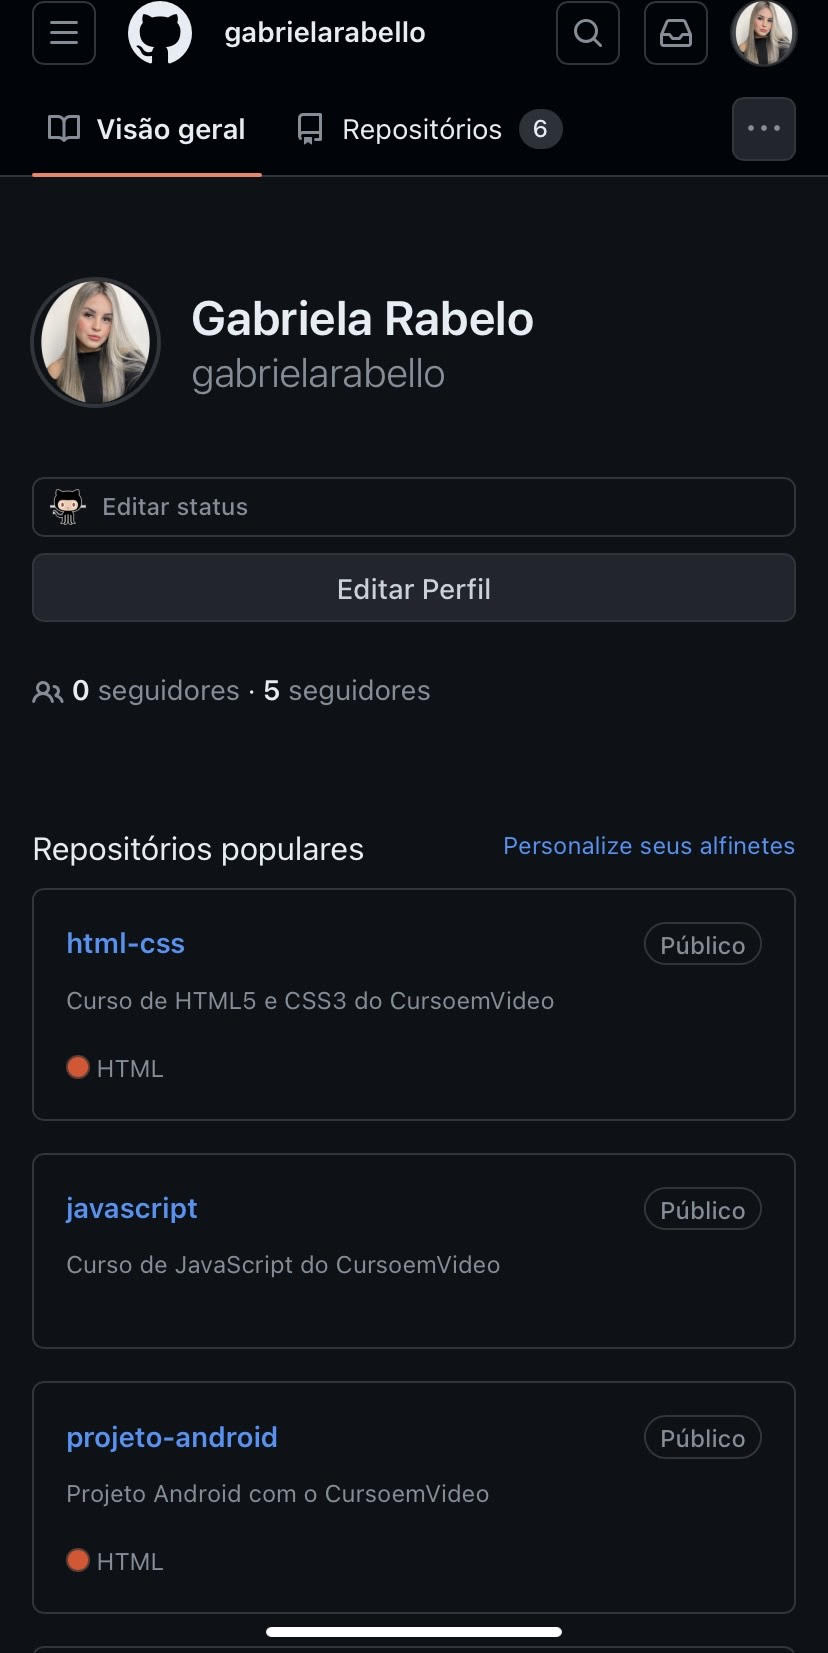 gabrielarabello
Visão geral
Repositórios 6
Gabriela Rabelo
gabrielarabello
Editar status
Editar Perfil
0 seguidores · 5 seguidores
Repositórios populares
Personalize seus alfinetes
html-css
Público
Curso de HTML5 e CSS3 do CursoemVideo
HTML
javascript
Público
Curso de JavaScript do CursoemVideo
projeto-android
Público
Projeto Android com o CursoemVideo
HTML